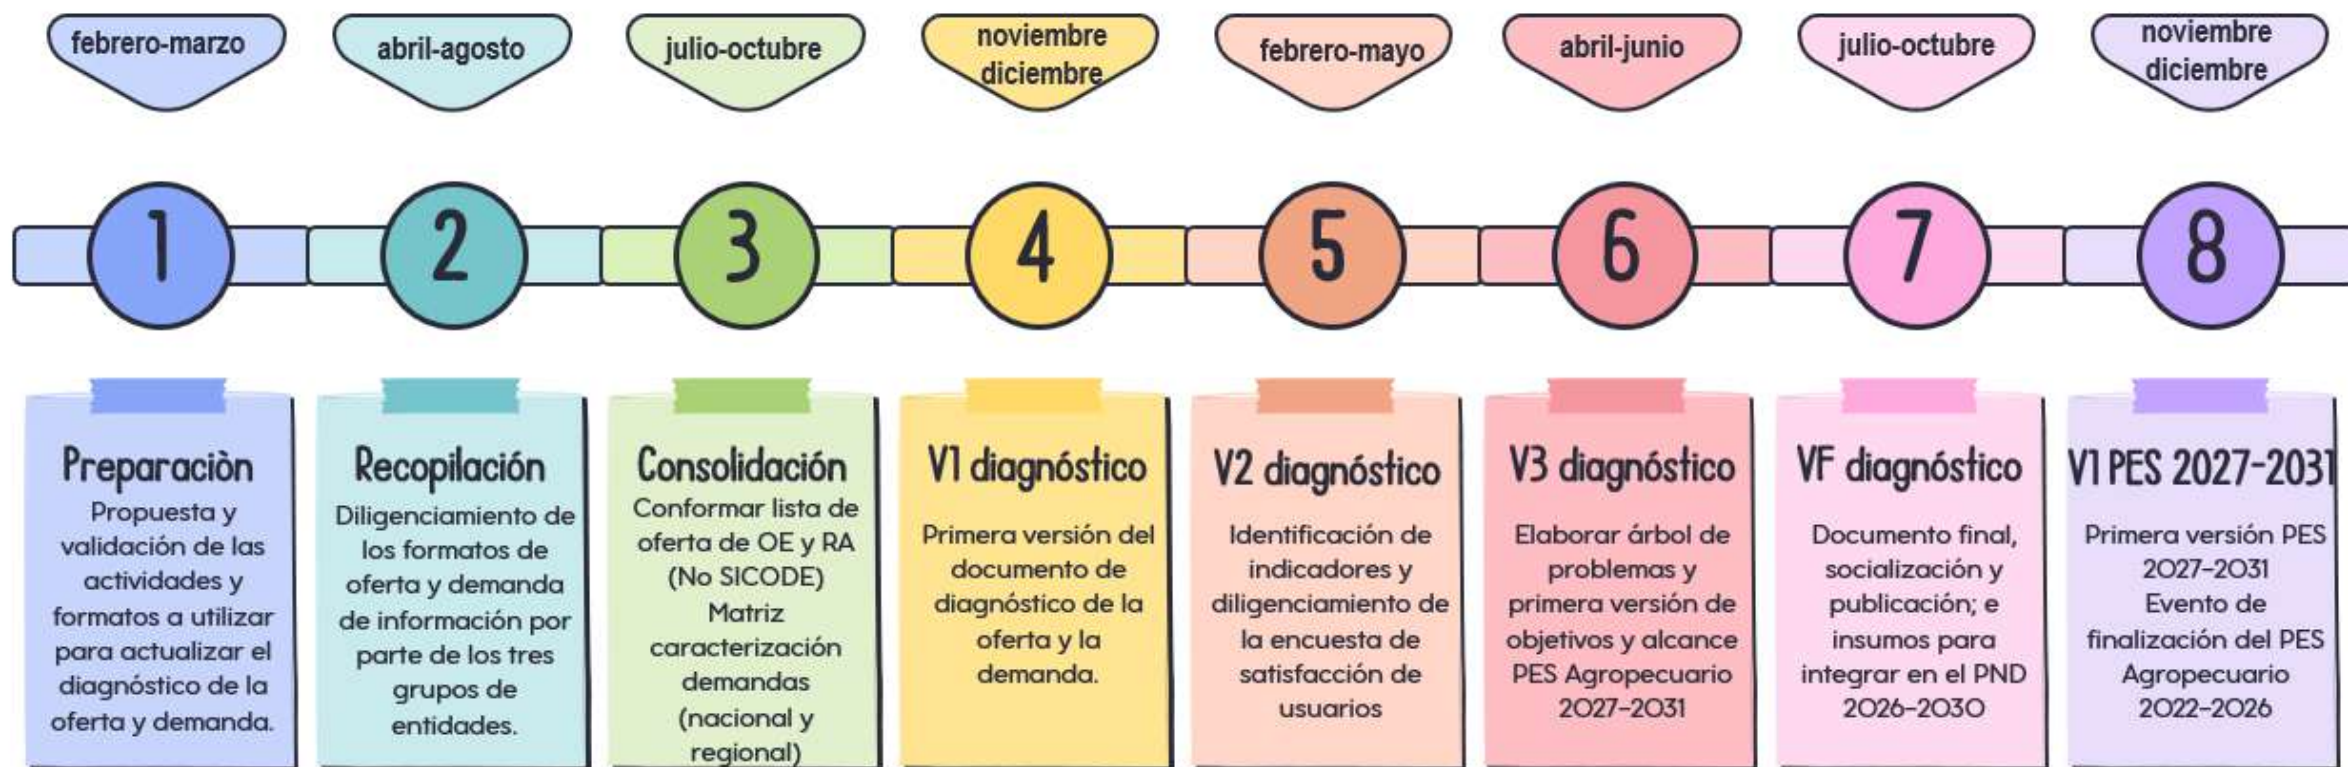 febrero-marzo
abril-agosto
julio-octubre
noviembre
diciembre
febrero-mayo
abril-junio
julio-octubre
noviembre
diciembre
1
2
3
4
5
6
7
8
Preparaciòn
Propuesta y
validación de las
actividades y
formatos a utilizar
para actualizar el
diagnóstico de la
oferta y demanda.
Recopilación
Diligenciamiento de
los formatos de
oferta y demanda
de información por
parte de los tres
grupos de
entidades.
Consolidación
Conformar lista de
oferta de OE y RA
(No SICODE)
Matriz
caracterización
demandas
(nacional y
regional)
V1 diagnóstico
Primera versión del
documento de
diagnóstico de la
oferta y la
demanda.
V2 diagnóstico
Identificación de
indicadores y
diligenciamiento de
la encuesta de
satisfacción de
usuarios
V3 diagnóstico
Elaborar árbol de
problemas y
primera versión de
objetivos y alcance
PES Agropecuario
2027-2031
VF diagnóstico
Documento final,
socialización y
publicación; e
insumos para
integrar en el PND
2026-2030
V1 PES 2027-2031
Primera versión PES
2027-2031
Evento de
finalización del PES
Agropecuario
2022-2026